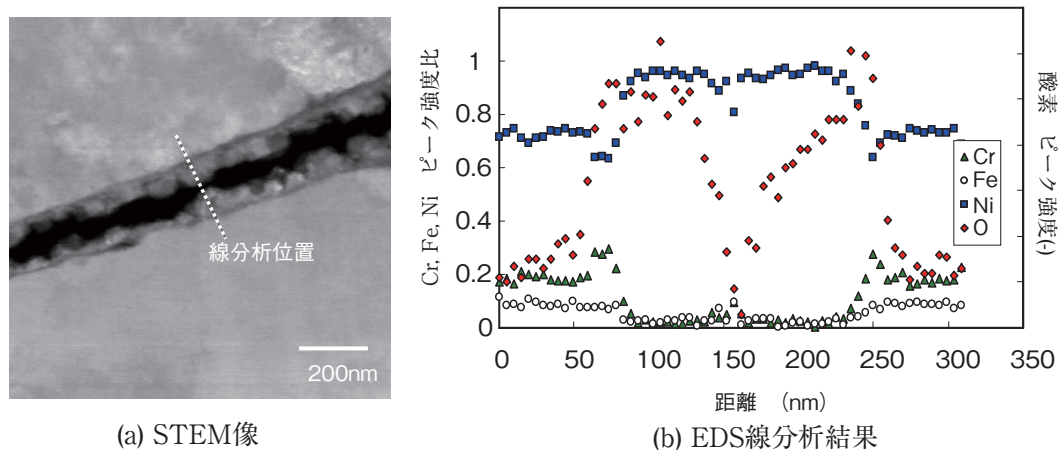 線分析位置
200nm
(a) STEM像
Cr, Fe, Ni ピーク強度比
1
0.8
0.6
0.4
0.2
0
0 50 100 150 200 250 300 350
距離 (nm)
酸素 ピーク強度(-)
Cr
Fe
Ni
O
(b) EDS線分析結果